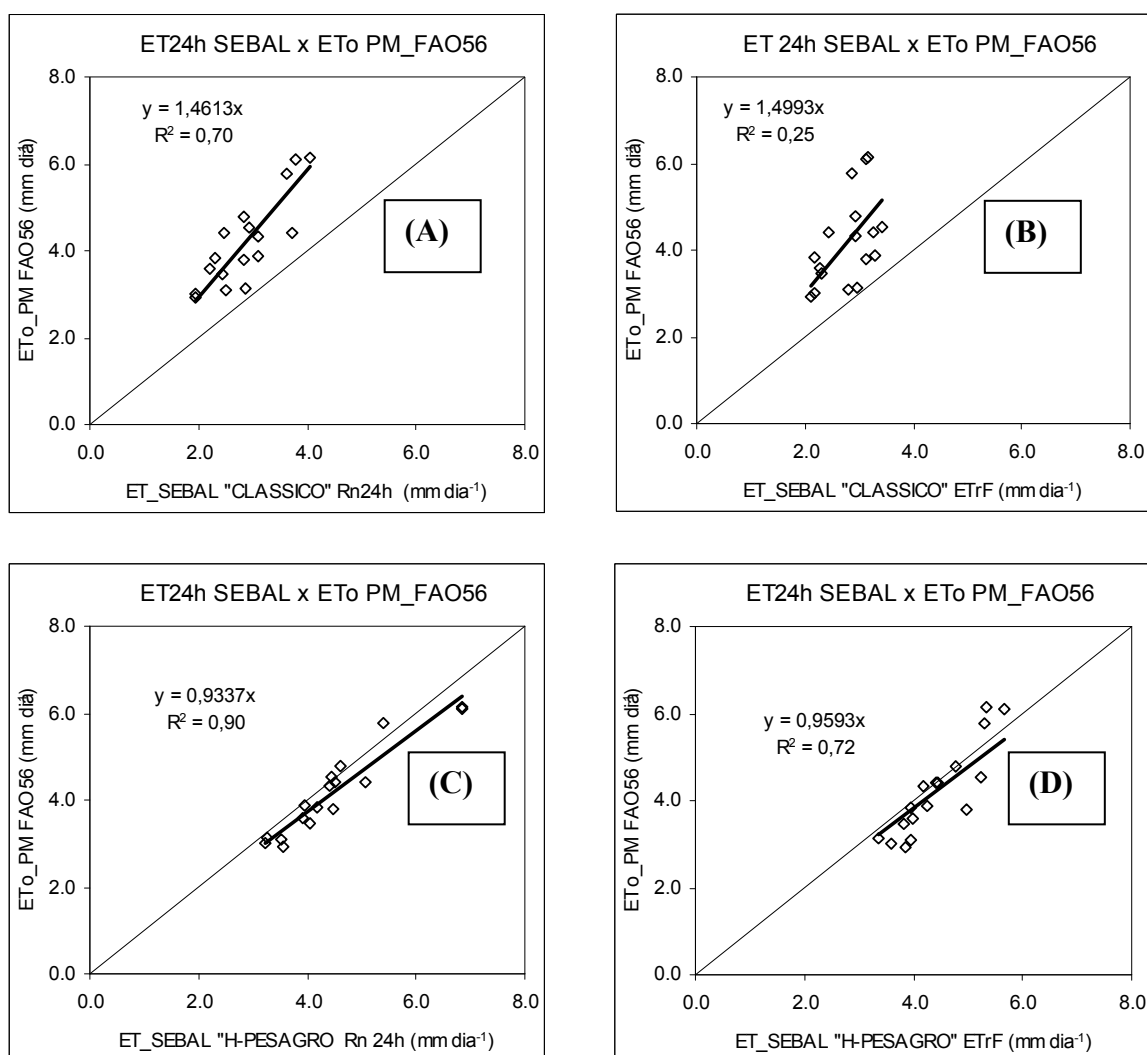 ET24h SEBAL x ETo PM_FAO56
8.0
6.0
4.0
2.0
0.0
ETo_PM FAO56 (mm dia⁻¹)
y = 1,4613x
R² = 0,70
(A)
0.0 2.0 4.0 6.0 8.0
ET_SEBAL "CLASSICO" Rn24h (mm dia⁻¹)
ET 24h SEBAL x ETo PM_FAO56
8.0
6.0
4.0
2.0
0.0
ETo_PM FAO56 (mm dia⁻¹)
y = 1,4993x
R² = 0,25
(B)
0.0 2.0 4.0 6.0 8.0
ET_SEBAL "CLASSICO" ETrF (mm dia⁻¹)
ET24h SEBAL x ETo PM_FAO56
8.0
6.0
4.0
2.0
0.0
ETo_PM FAO56 (mm dia⁻¹)
y = 0,9337x
R² = 0,90
(C)
0.0 2.0 4.0 6.0 8.0
ET_SEBAL "H-PESAGRO Rn 24h (mm dia⁻¹)
ET24h SEBAL x ETo PM_FAO56
8.0
6.0
4.0
2.0
0.0
ETo_PM FAO56 (mm dia⁻¹)
y = 0,9593x
R² = 0,72
(D)
0.0 2.0 4.0 6.0 8.0
ET_SEBAL "H-PESAGRO" ETrF (mm dia⁻¹)